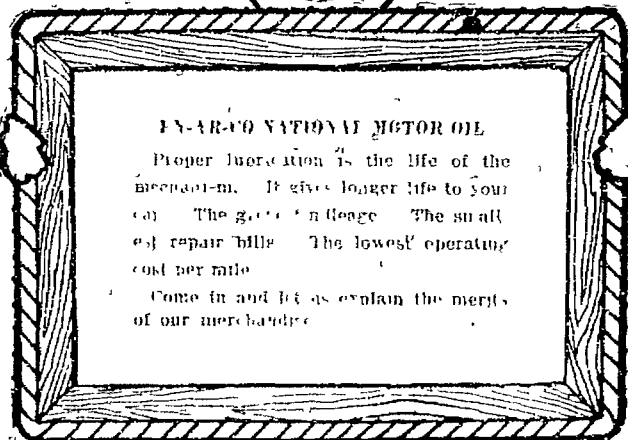 EN-AR-CO NATIONAL MOTOR OIL
Proper lubrication is the life of the
mechanism. It gives longer life to your
car The greatest mileage The small
est repair bills The lowest operating
cost per mile
Come in and let us explain the merits
of our merchandise